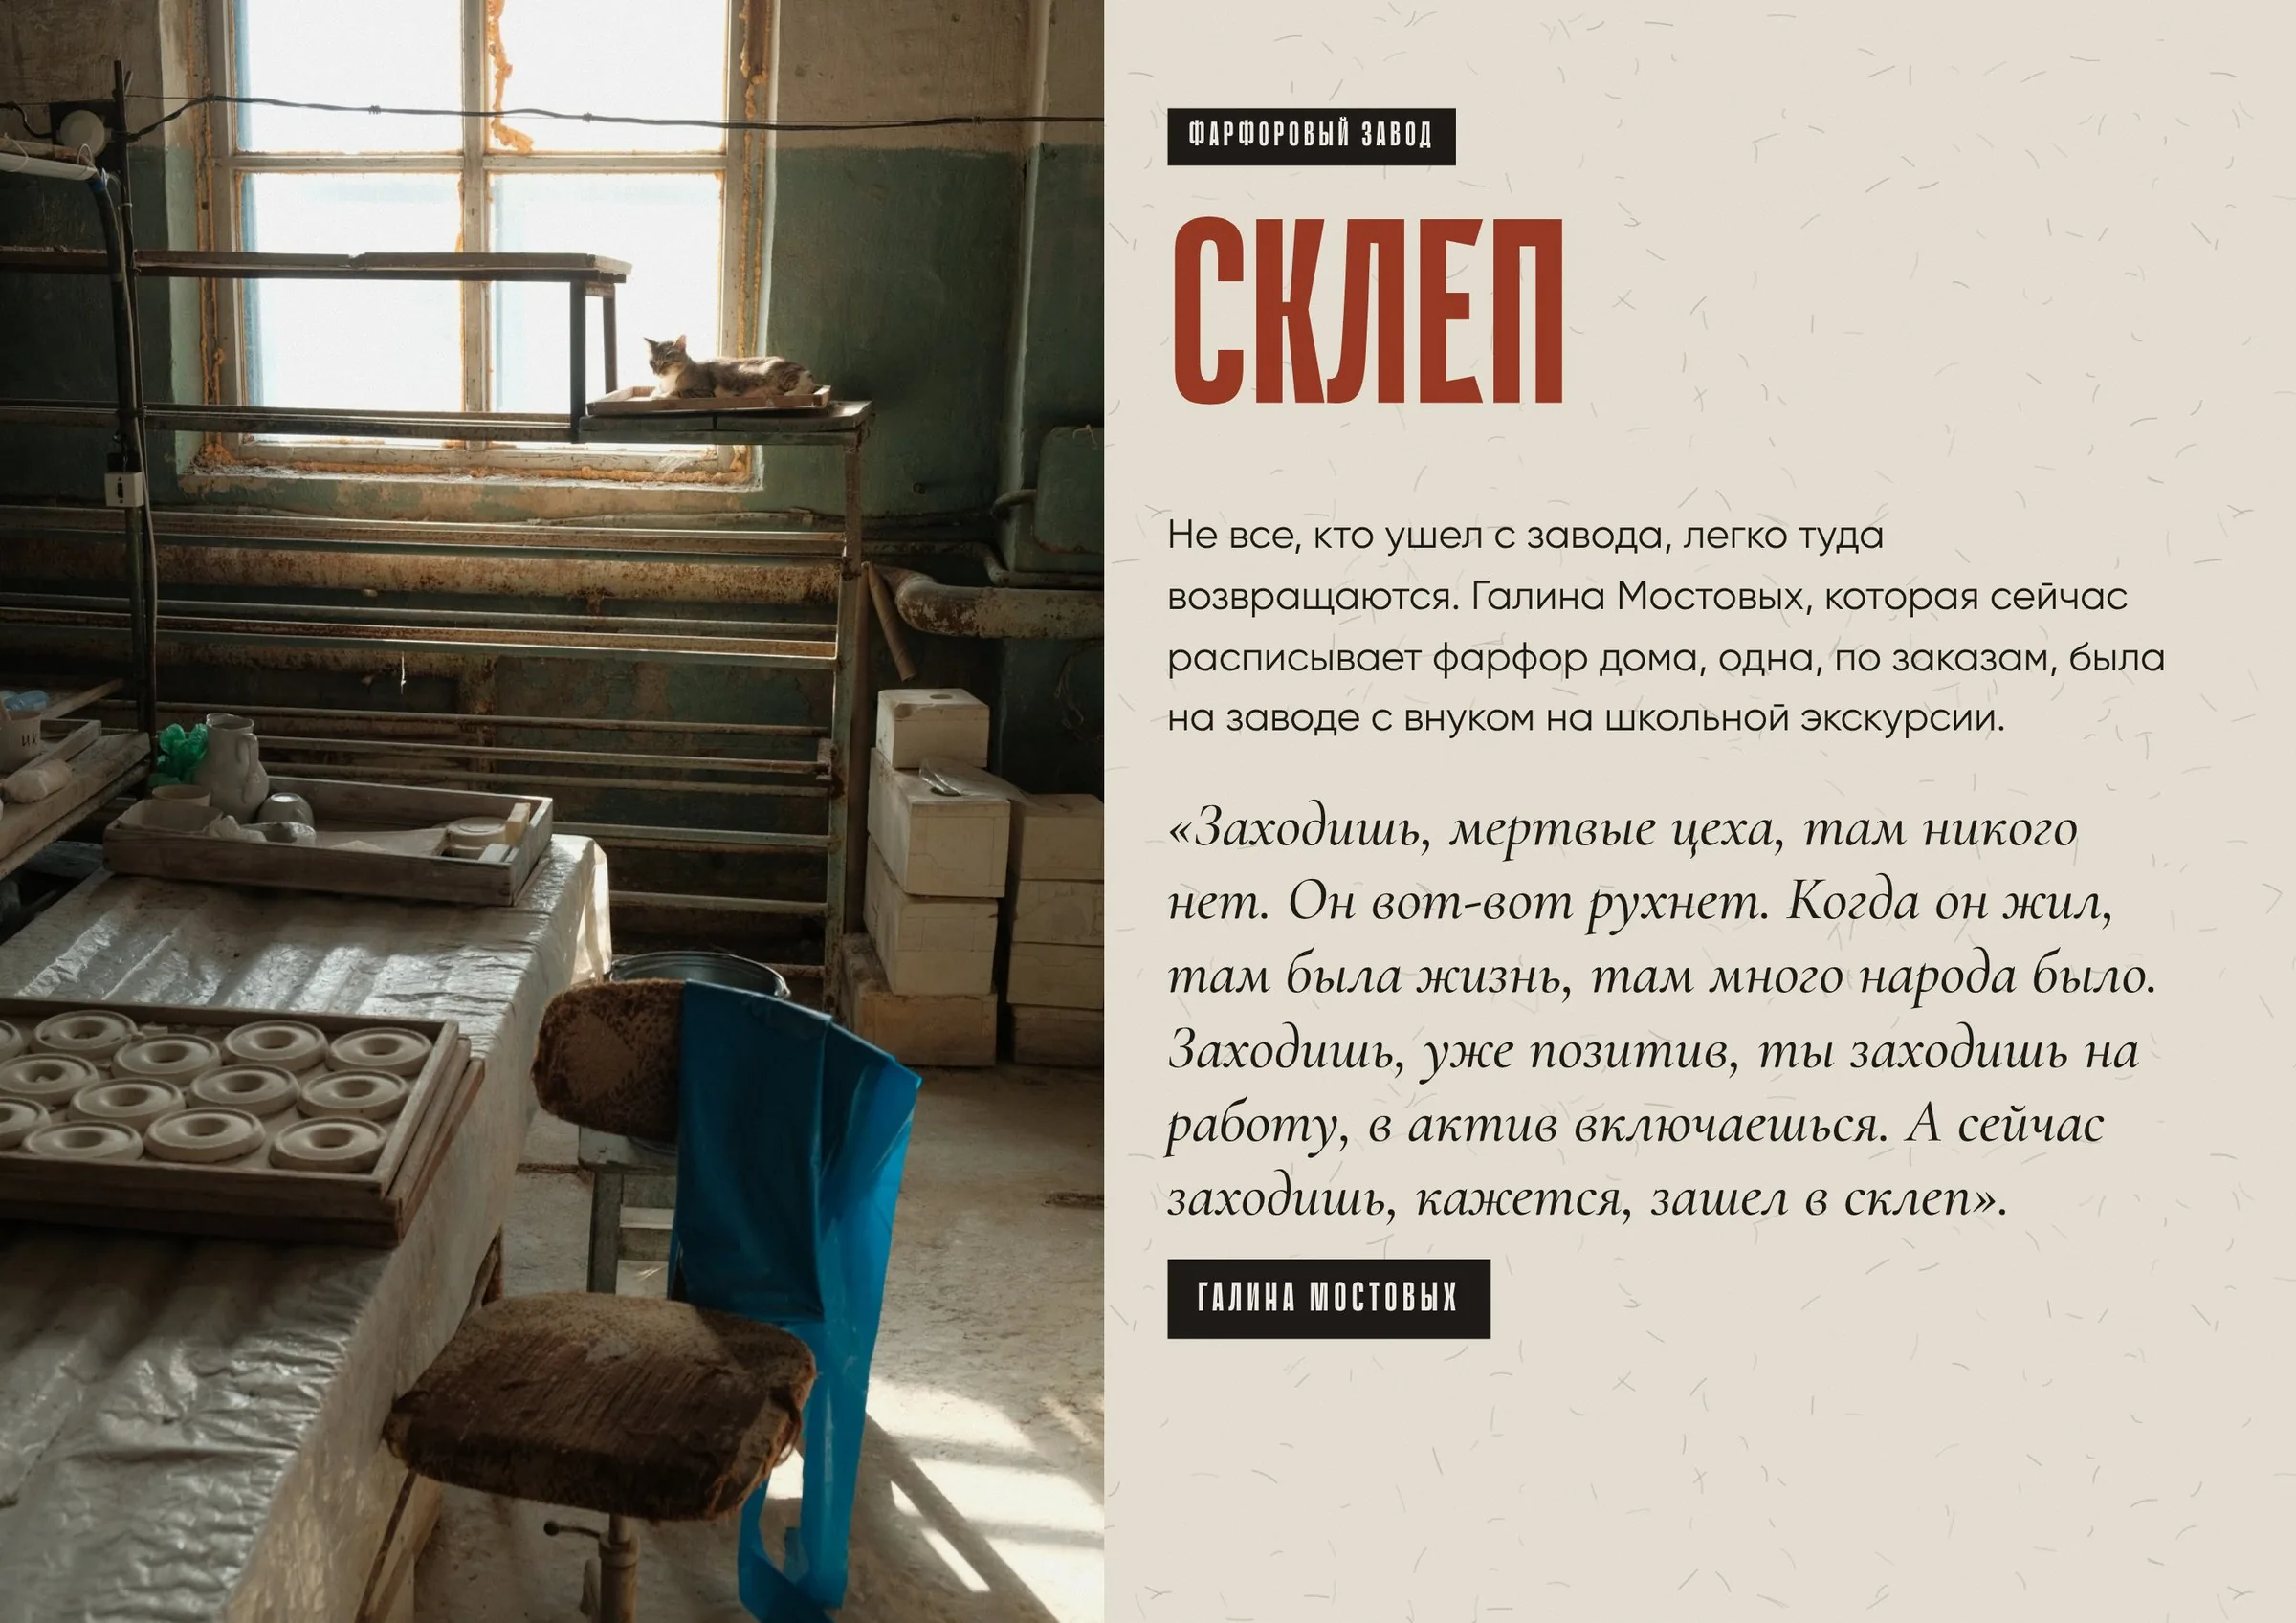 ФАРФОРОВЫЙ ЗАВОД
СКЛЕП
Не все, кто ушел с завода, легко туда
возвращаются. Галина Мостовых, которая сейчас
расписывает фарфор дома, одна, по заказам, была
на заводе с внуком на школьной экскурсии.
«Заходишь, мертвые цеха, там никого
нет. Он вот-вот рухнет. Когда он жил,
там была жизнь, там много народа было.
Заходишь, уже позитив, ты заходишь на
работу, в актив включаешься. А сейчас
заходишь, кажется, зашел в склеп».
ГАЛИНА МОСТОВЫХ